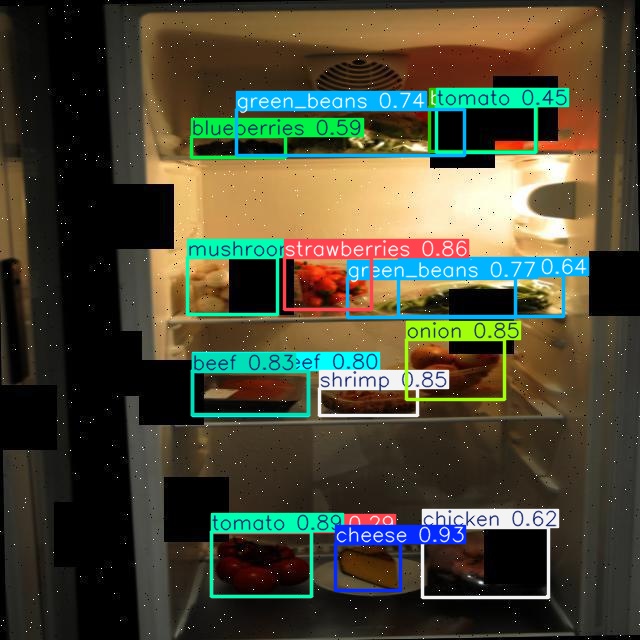 green_beans 0.74
tomato 0.45
blueberries 0.59
mushroom
strawberries 0.86
green_beans 0.77
0.64
onion 0.85
beef 0.83
eef 0.80
shrimp 0.85
tomato 0.89
0.29
chicken 0.62
cheese 0.93